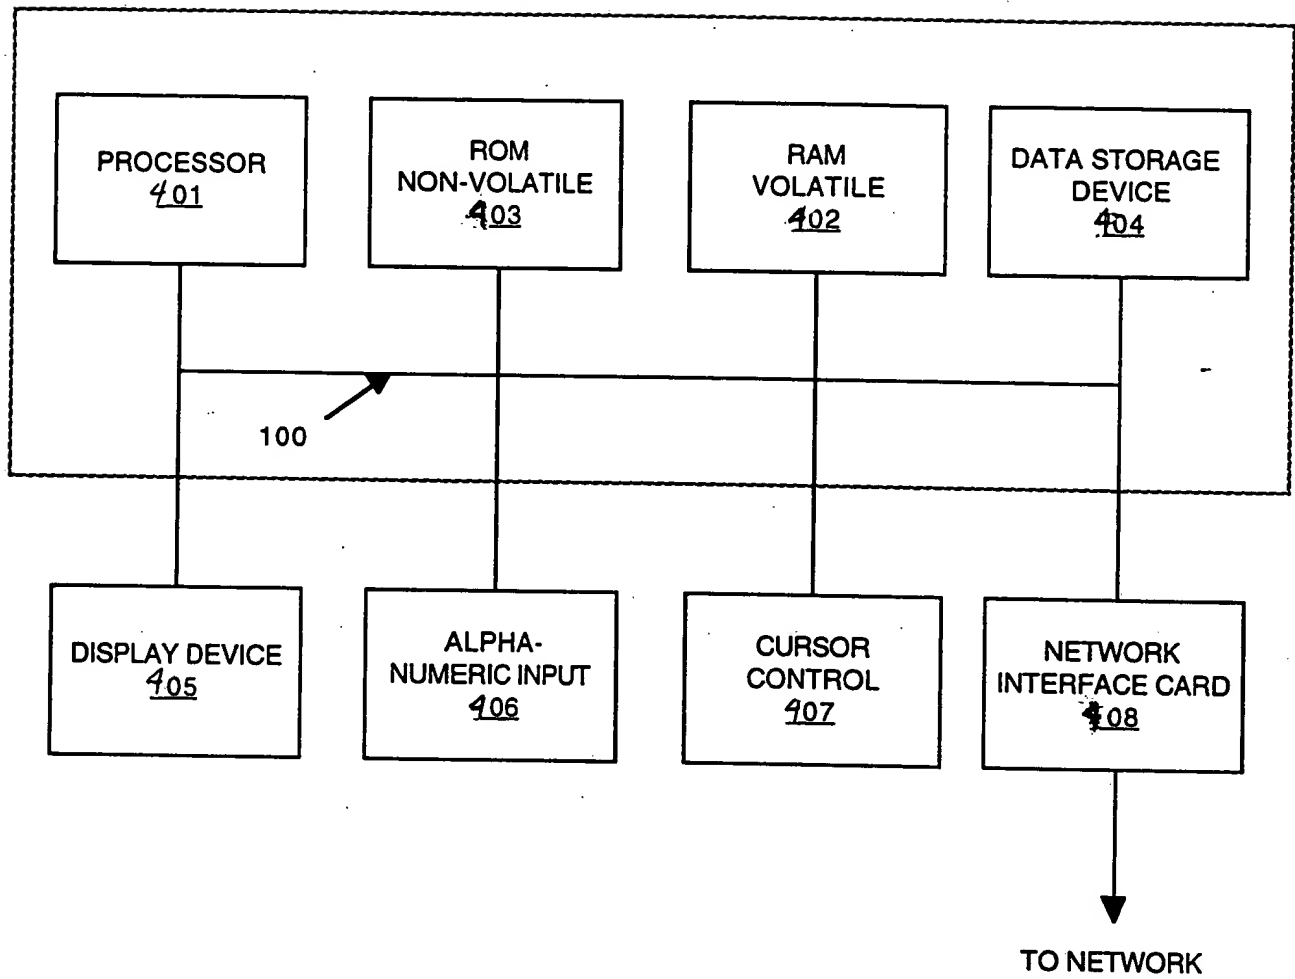 PROCESSOR
401
ROM
NON-VOLATILE
403
RAM
VOLATILE
402
DATA STORAGE
DEVICE
404
100
DISPLAY DEVICE
405
ALPHA-
NUMERIC INPUT
406
CURSOR
CONTROL
407
NETWORK
INTERFACE CARD
408
TO NETWORK